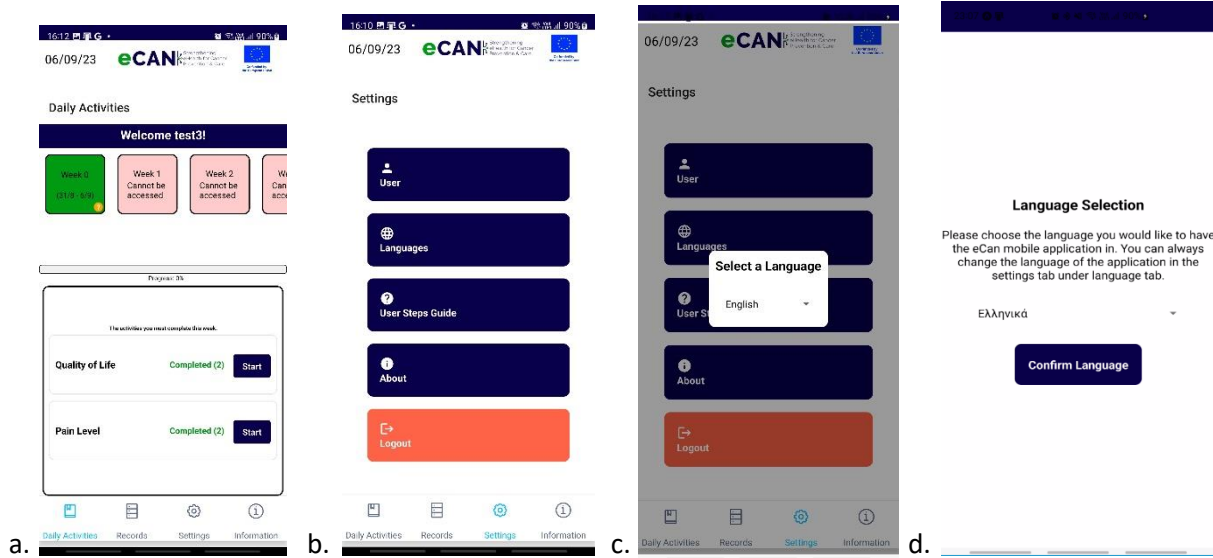 16:12
90%
06/09/23
eCAN
Daily Activities
Welcome test3!
Week 0
(31/8 - 6/9)
Week 1
Cannot be
accessed
Week 2
Cannot be
accessed
Progress: 0%
The activities you must complete this week.
Quality of Life
Completed (2)
Start
Pain Level
Completed (2)
Start
Daily Activities
Records
Settings
Information
a.
16:10
90%
06/09/23
eCAN
Settings
User
Languages
User Steps Guide
About
Logout
Daily Activities
Records
Settings
Information
b.
06/09/23
eCAN
Settings
User
Languages
Select a Language
English
User St
About
Logout
Daily Activities
Records
Settings
Information
c.
Language Selection
Please choose the language you would like to have
the eCan mobile application in. You can always
change the language of the application in the
settings tab under language tab.
Ελληνικά
Confirm Language
d.